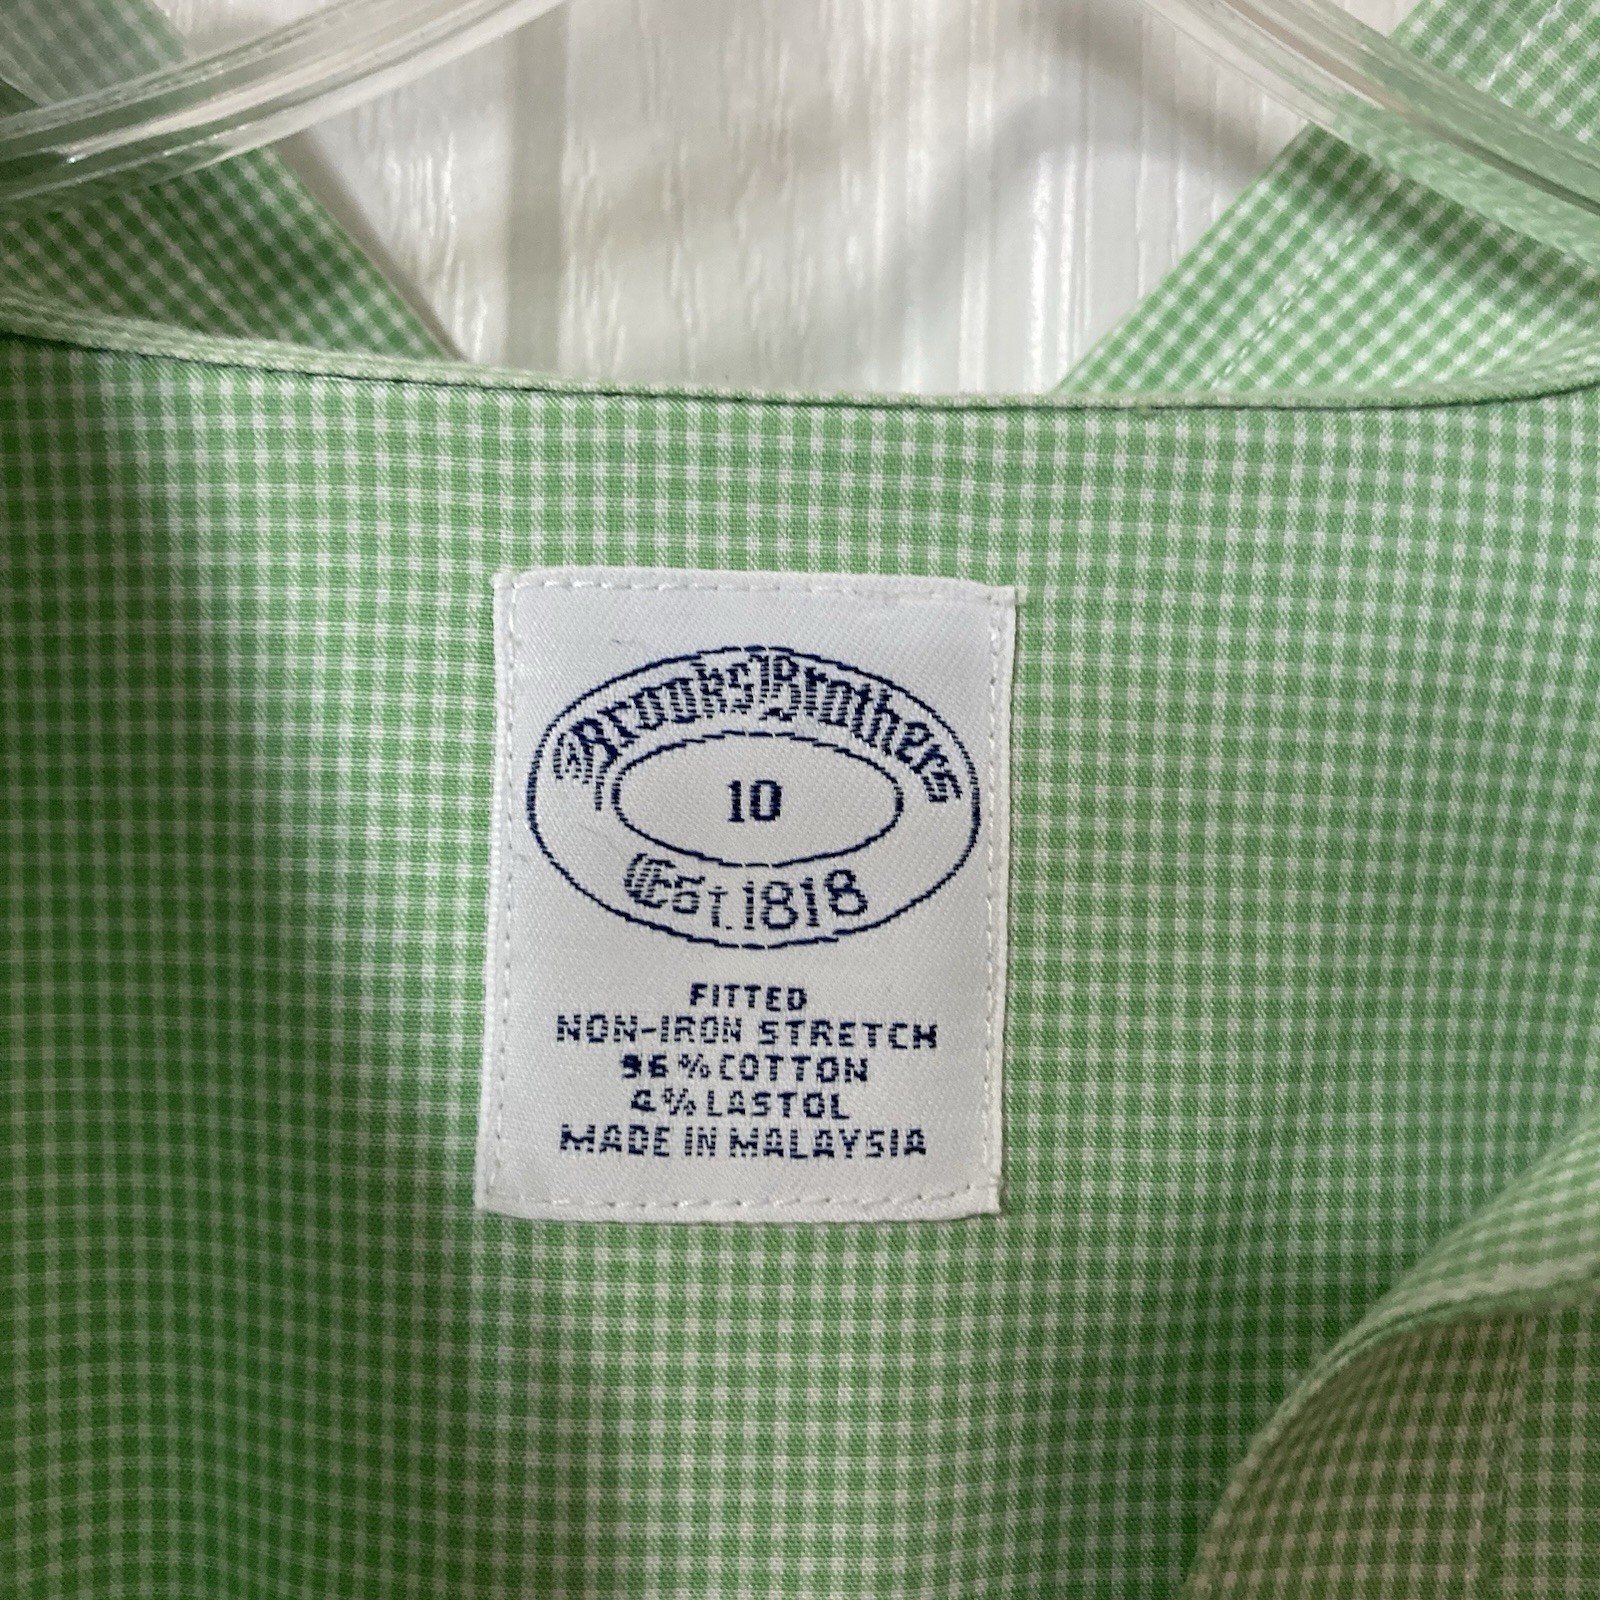 Brooks Brothers
10
Est. 1818
FITTED
NON-IRON STRETCH
96% COTTON
4% LASTOL
MADE IN MALAYSIA